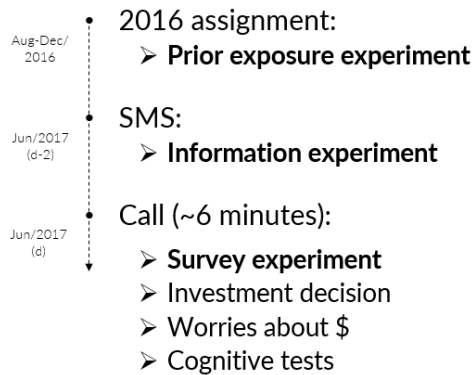 2016 assignment:
Aug-Dec/
2016
➢ Prior exposure experiment
SMS:
Jun/2017
(d-2)
➢ Information experiment
Call (~6 minutes):
Jun/2017
(d)
➢ Survey experiment
➢ Investment decision
➢ Worries about $
➢ Cognitive tests